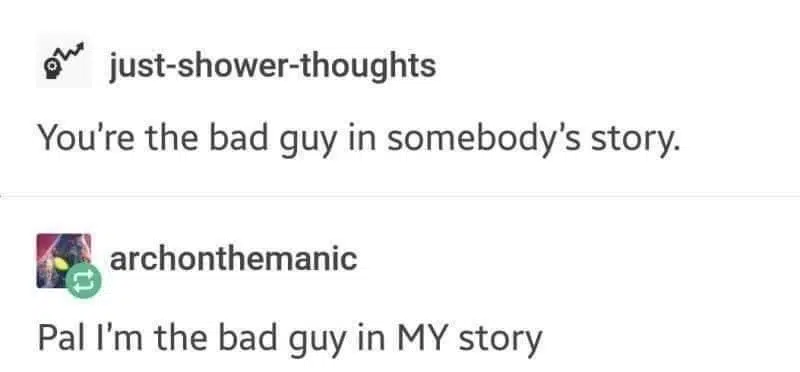 just-shower-thoughts
You're the bad guy in somebody's story.
archonthemanic
Pal I'm the bad guy in MY story